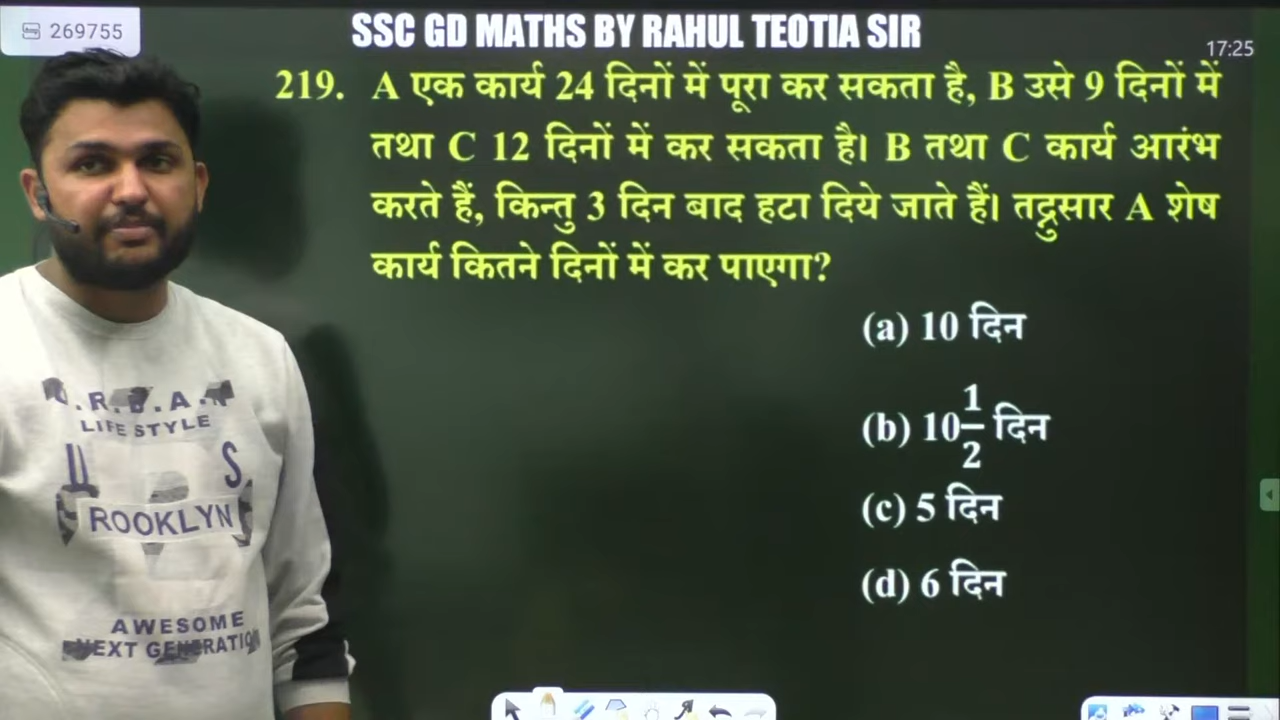 269755
SSC GD MATHS BY RAHUL TEOTIA SIR
17:25
219. A एक कार्य 24 दिनों में पूरा कर सकता है, B उसे 9 दिनों में
तथा C 12 दिनों में कर सकता है। B तथा C कार्य आरंभ
करते हैं, किन्तु 3 दिन बाद हटा दिये जाते हैं। तद्नुसार A शेष
कार्य कितने दिनों में कर पाएगा?
(a) 10 दिन
(b) 10 1/2 दिन
(c) 5 दिन
(d) 6 दिन
U.R.B.A.N
LIFE STYLE
U S
ROOKLYN
AWESOME
NEXT GENERATIO